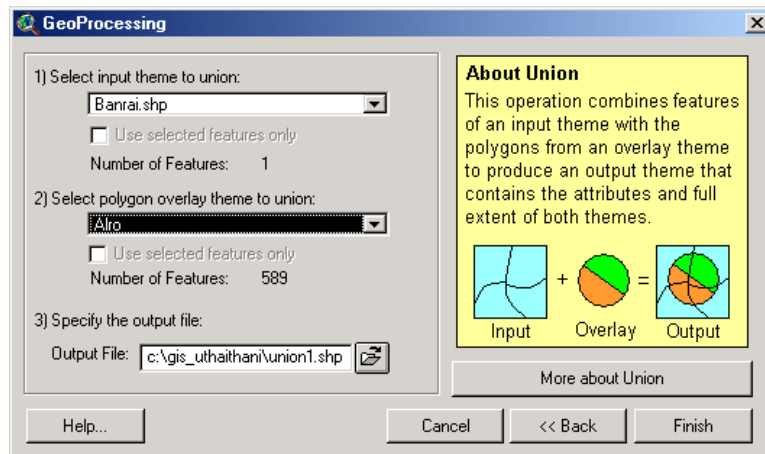 GeoProcessing
1) Select input theme to union:
Banrai.shp
Use selected features only
Number of Features: 1
2) Select polygon overlay theme to union:
Alro
Use selected features only
Number of Features: 589
3) Specify the output file:
Output File: c:\gis_uthaithani\union1.shp
About Union
This operation combines features
of an input theme with the
polygons from an overlay theme
to produce an output theme that
contains the attributes and full
extent of both themes.
+ =
Input Overlay Output
More about Union
Help... Cancel << Back Finish